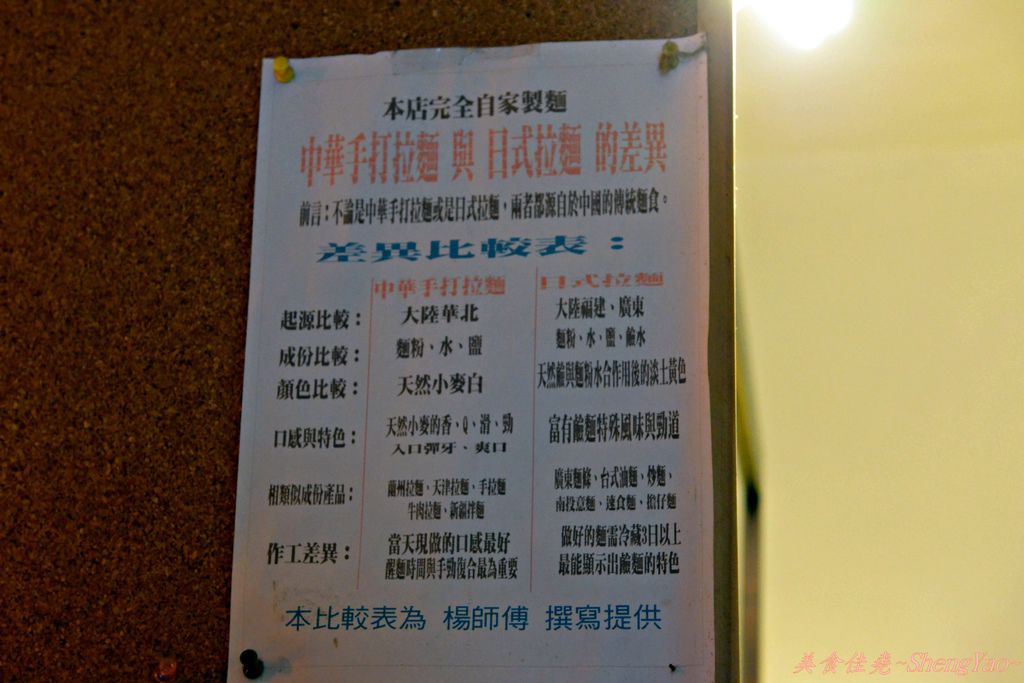 本店完全自家製麵
中華手打拉麵 與 日式拉麵 的差異
前言：不論是中華手打拉麵或是日式拉麵，兩者都源自於中國的傳統麵食。
差異比較表：
中華手打拉麵 日式拉麵
起源比較： 大陸華北 大陸福建、廣東
成份比較： 麵粉、水、鹽 麵粉、水、鹽、鹼水
顏色比較： 天然小麥白 天然鹼與麵粉水合作用後的淡土黃色
口感與特色： 天然小麥的香、Q、滑、勁 富有鹼麵特殊風味與勁道
入口彈牙、爽口
相類似成份產品： 蘭州拉麵、天津拉麵、手拉麵 廣東麵條、台式油麵、炒麵、
牛肉拉麵、新疆拌麵 南投意麵、速食麵、擔仔麵
作工差異： 當天現做的口感最好 做好的麵需冷藏3日以上
醒麵時間與手勁復合最為重要 最能顯示出鹼麵的特色
本比較表為 楊師傅 撰寫提供
美食佳堯~ShengYao~